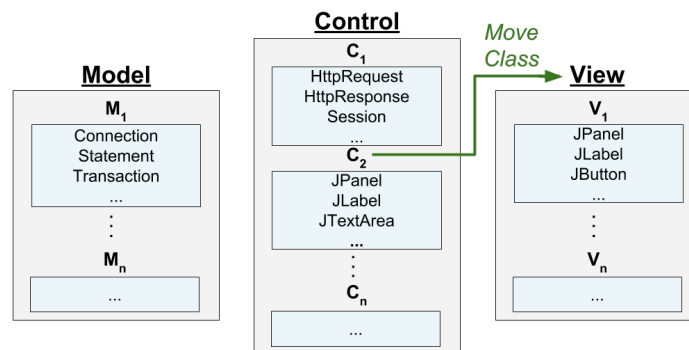 Model
M1
Connection
Statement
Transaction
...
Mn
...
Control
C1
HttpRequest
HttpResponse
Session
...
C2
JPanel
JLabel
JTextArea
...
Cn
...
Move
Class
View
V1
JPanel
JLabel
JButton
...
Vn
...